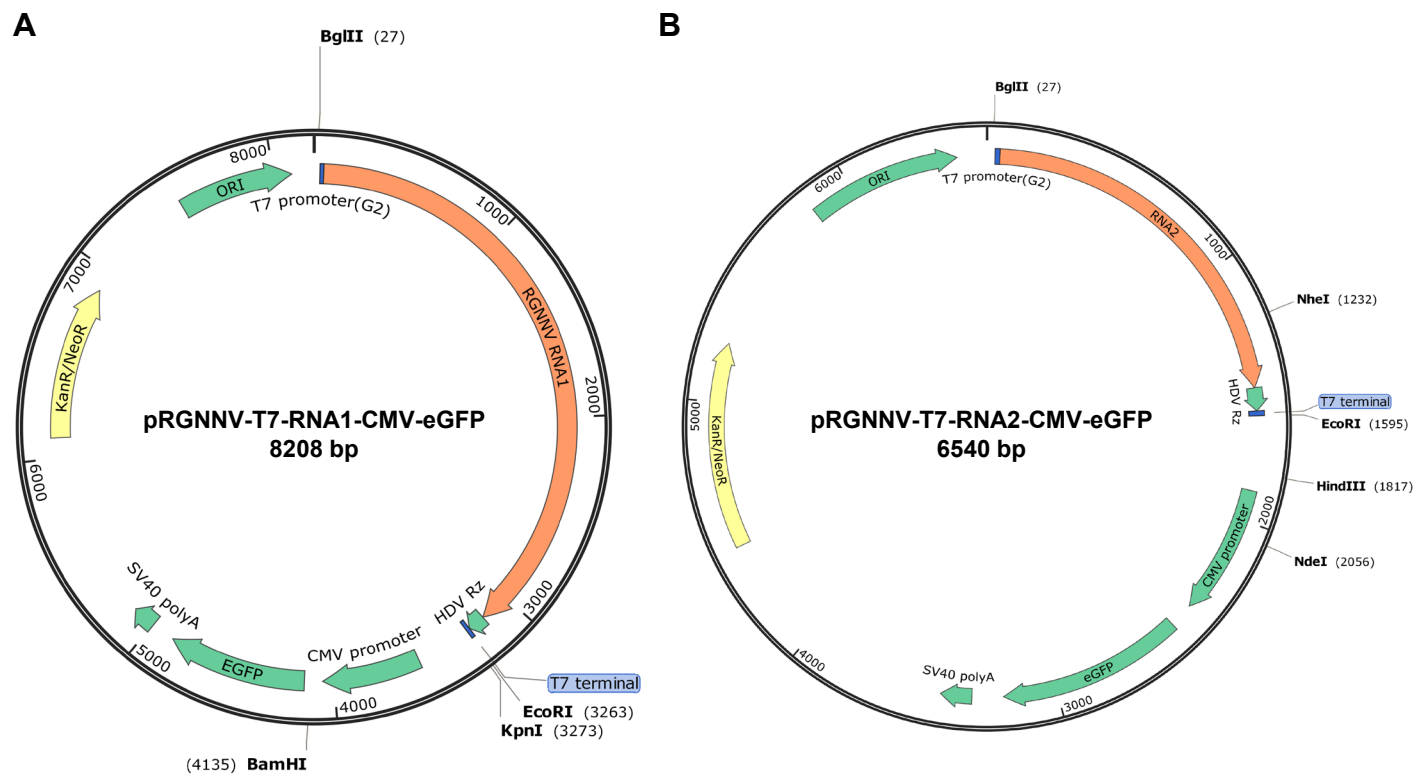 A
BglII (27)
8000
ORI
T7 promoter(G2)
1000
7000
RGNNV RNA1
KanR/NeoR
2000
pRGNNV-T7-RNA1-CMV-eGFP
8208 bp
6000
SV40 polyA
HDV Rz
3000
CMV promoter
EGFP
5000
4000
T7 terminal
EcoRI (3263)
KpnI (3273)
(4135) BamHI
B
BglII (27)
6000
ORI
T7 promoter(G2)
RNA2
1000
NheI (1232)
HDV Rz
T7 terminal
5000
KanR/NeoR
pRGNNV-T7-RNA2-CMV-eGFP
6540 bp
EcoRI (1595)
HindIII (1817)
2000
CMV promoter
NdeI (2056)
4000
SV40 polyA
eGFP
3000